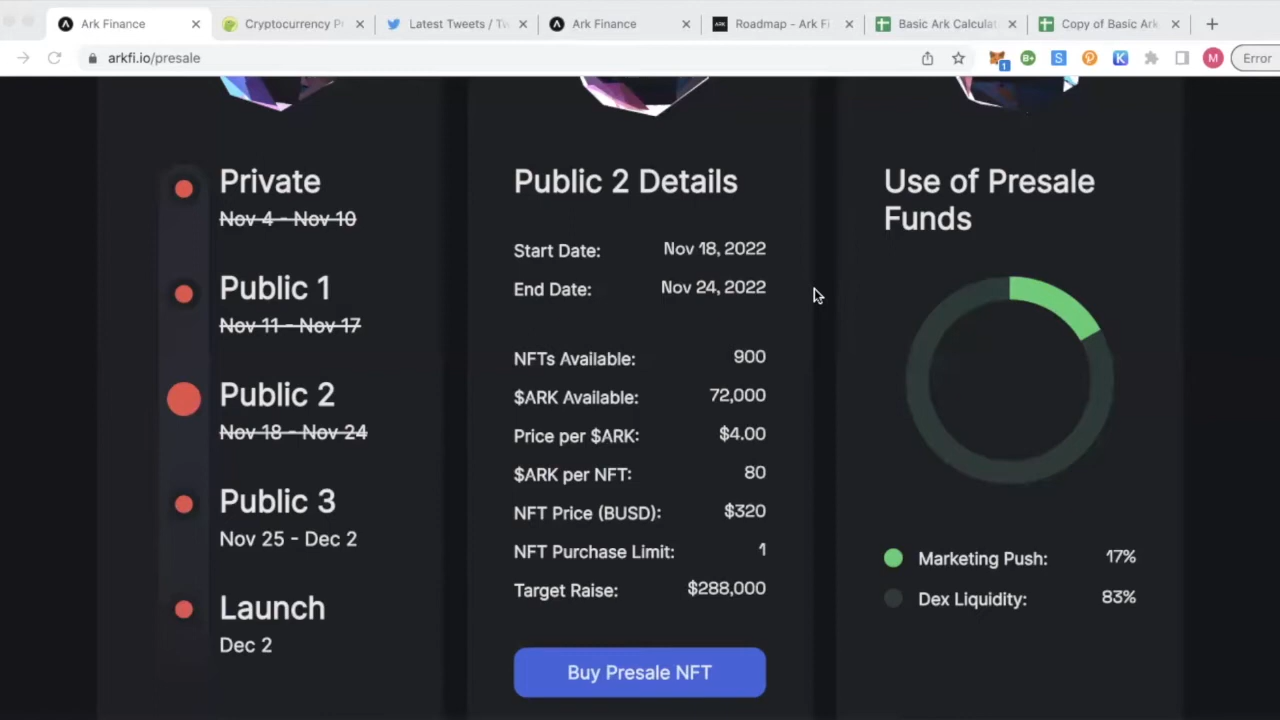 Ark Finance
Cryptocurrency P
Latest Tweets / Tw
Ark Finance
Roadmap - Ark Fi
Basic Ark Calculat
Copy of Basic Ark
arkfi.io/presale
1
B+
S
P
K
M
Error
Private
Nov 4 - Nov 10
Public 1
Nov 11 - Nov 17
Public 2
Nov 18 - Nov 24
Public 3
Nov 25 - Dec 2
Launch
Dec 2
Public 2 Details
Start Date: Nov 18, 2022
End Date: Nov 24, 2022
NFTs Available: 900
$ARK Available: 72,000
Price per $ARK: $4.00
$ARK per NFT: 80
NFT Price (BUSD): $320
NFT Purchase Limit: 1
Target Raise: $288,000
Buy Presale NFT
Use of Presale
Funds
Marketing Push: 17%
Dex Liquidity: 83%